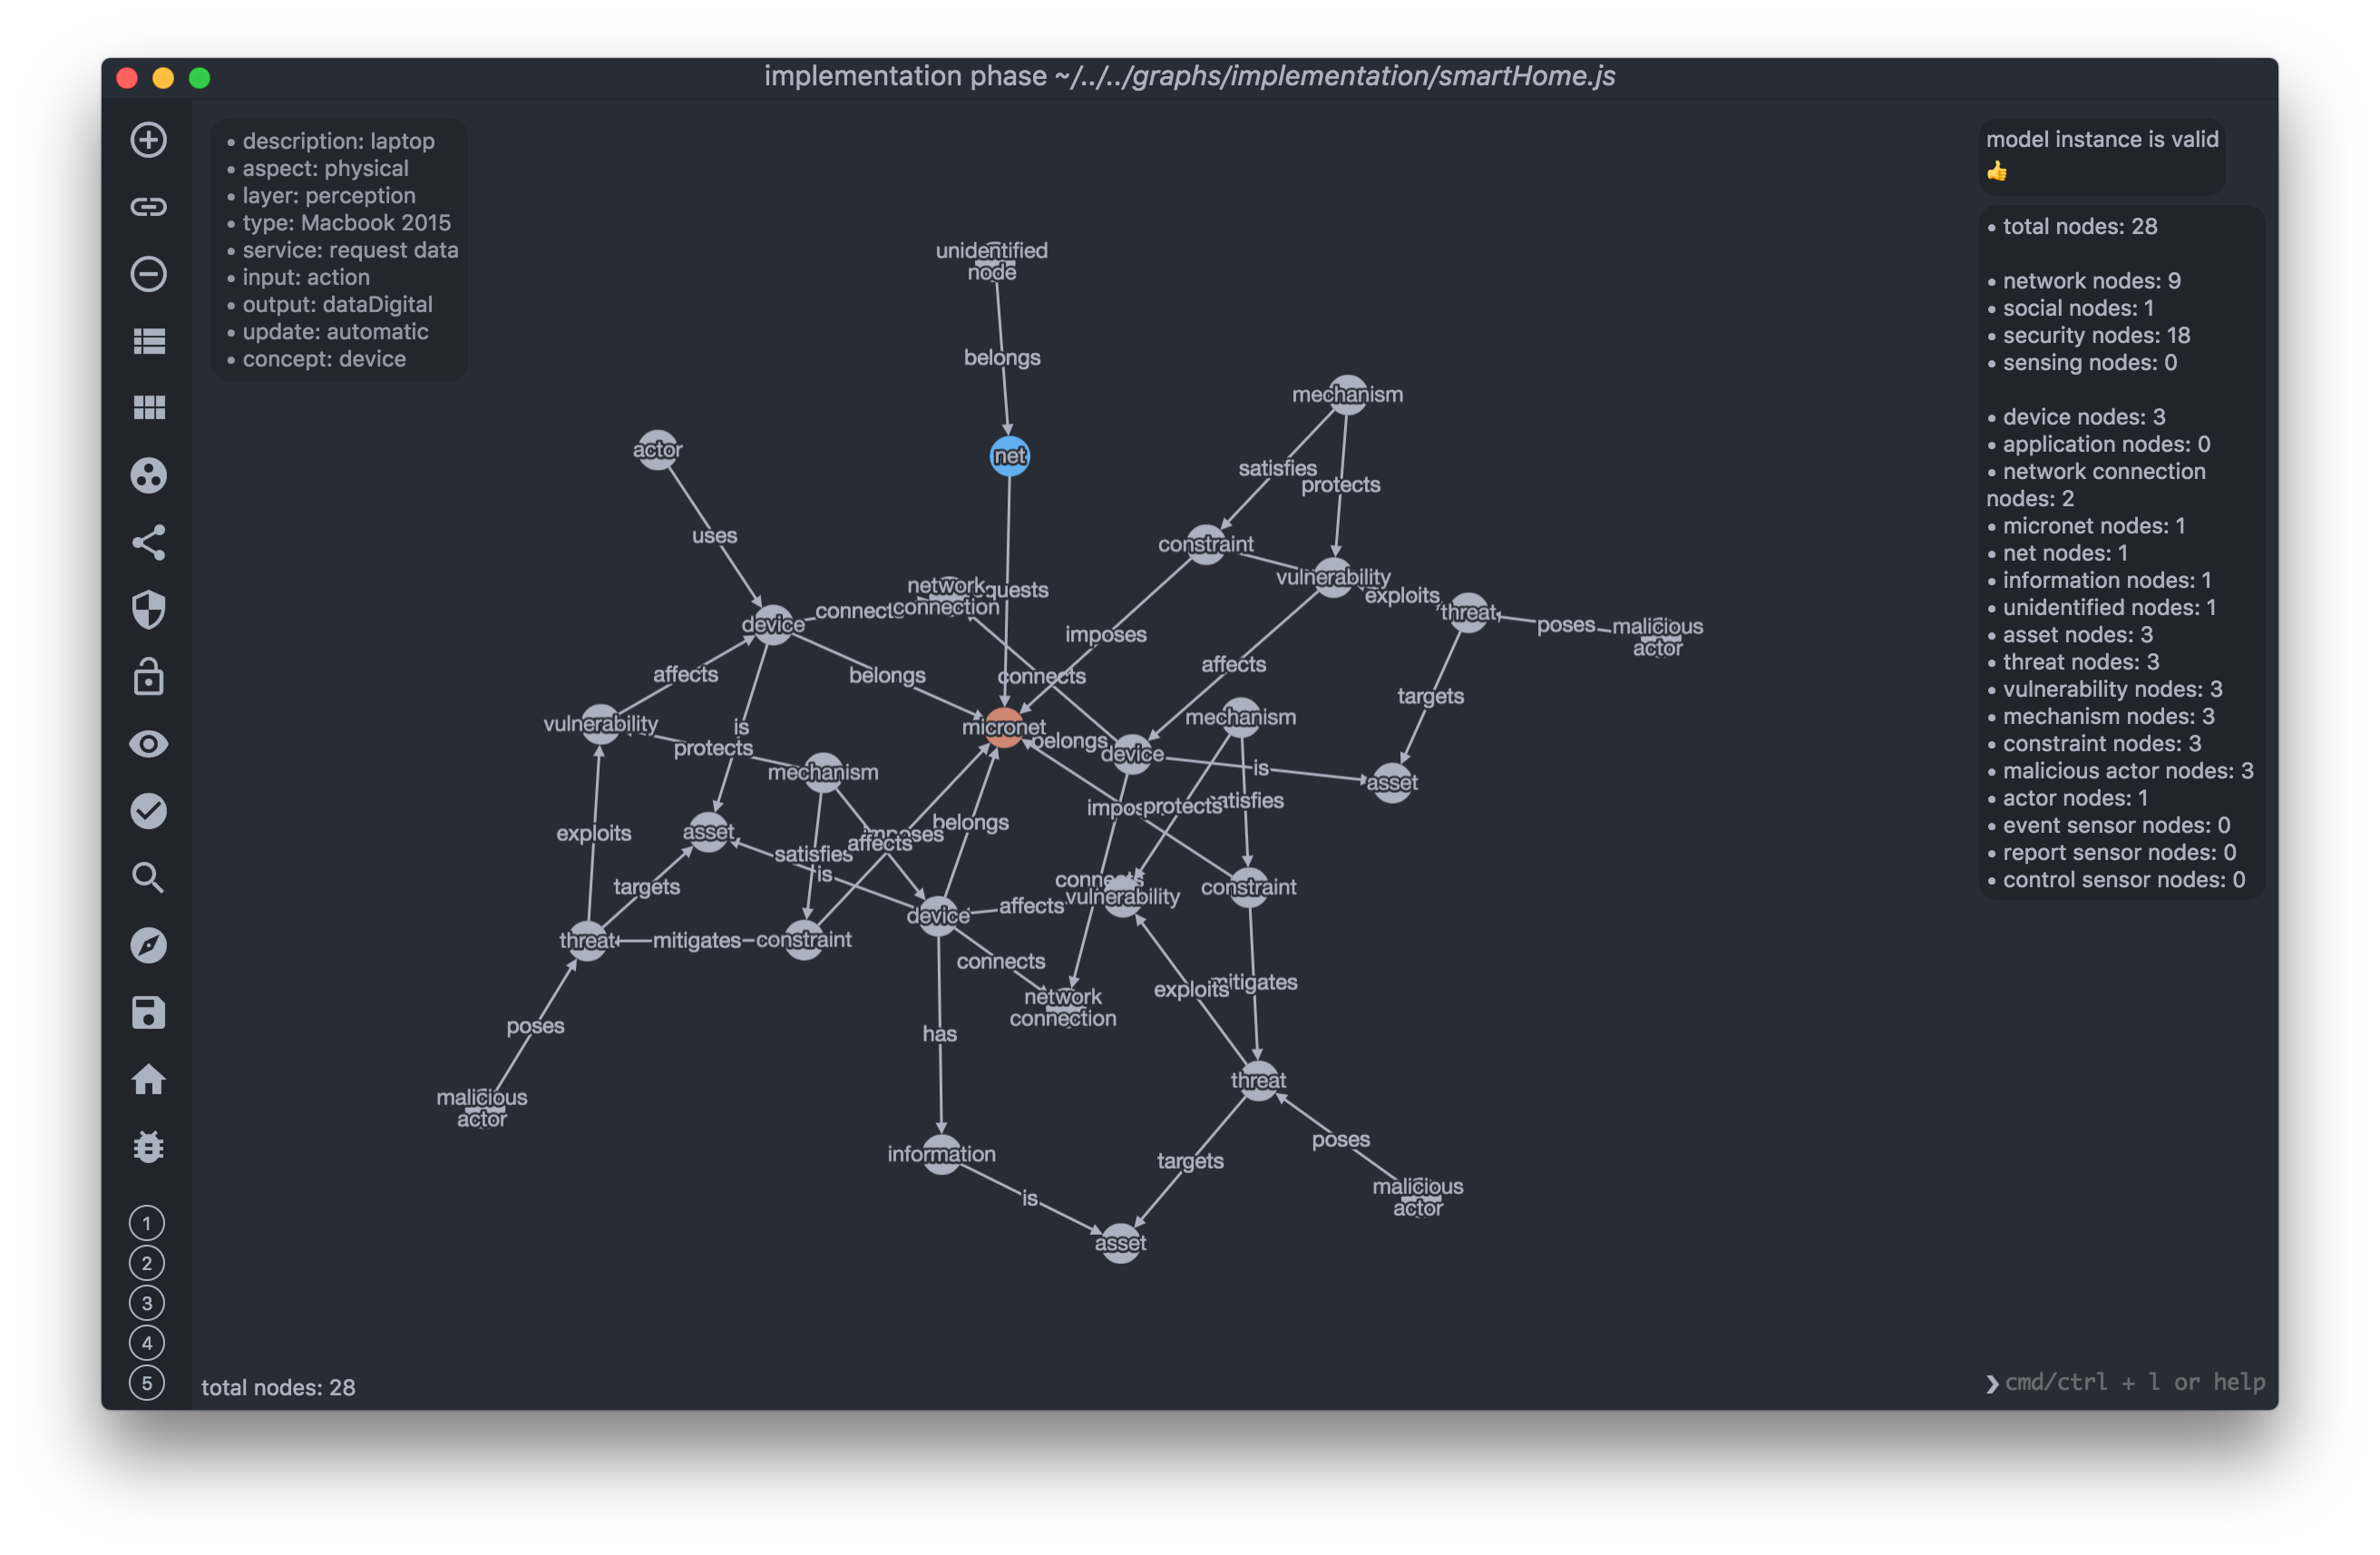 implementation phase ~/../../graphs/implementation/smartHome.js
• description: laptop
• aspect: physical
• layer: perception
• type: Macbook 2015
• service: request data
• input: action
• output: dataDigital
• update: automatic
• concept: device
model instance is valid
👍
• total nodes: 28
• network nodes: 9
• social nodes: 1
• security nodes: 18
• sensing nodes: 0
• device nodes: 3
• application nodes: 0
• network connection
nodes: 2
• micronet nodes: 1
• net nodes: 1
• information nodes: 1
• unidentified nodes: 1
• asset nodes: 3
• threat nodes: 3
• vulnerability nodes: 3
• mechanism nodes: 3
• constraint nodes: 3
• malicious actor nodes: 3
• actor nodes: 1
• event sensor nodes: 0
• report sensor nodes: 0
• control sensor nodes: 0
unidentified
node
belongs
mechanism
actor
net
satisfies
protects
uses
constraint
vulnerability
network
connection
exploits
threat
connects
device
imposes
poses
malicious
actor
affects
belongs
connects
affects
targets
vulnerability
is
micronet
mechanism
protects
belongs
device
mechanism
is
asset
protects
belongs
exploits
asset
affects
satisfies
is
targets
connects
vulnerability
constraint
device
affects
threat
mitigates
constraint
connects
exploits
network
connection
poses
has
threat
malicious
actor
poses
information
targets
malicious
actor
is
asset
1
2
3
4
5
total nodes: 28
❯ cmd/ctrl + l or help